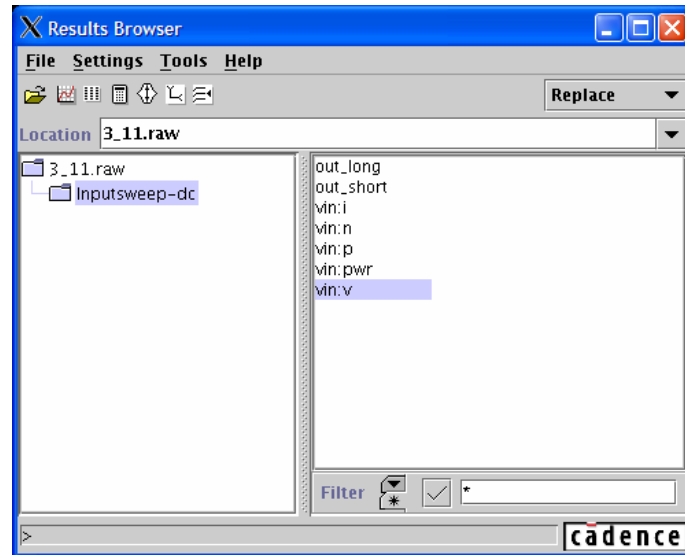 X Results Browser
File Settings Tools Help
Replace
Location 3_11.raw
3_11.raw
Inputsweep-dc
out_long
out_short
vin:i
vin:n
vin:p
vin:pwr
vin:v
Filter * *
>
cādence